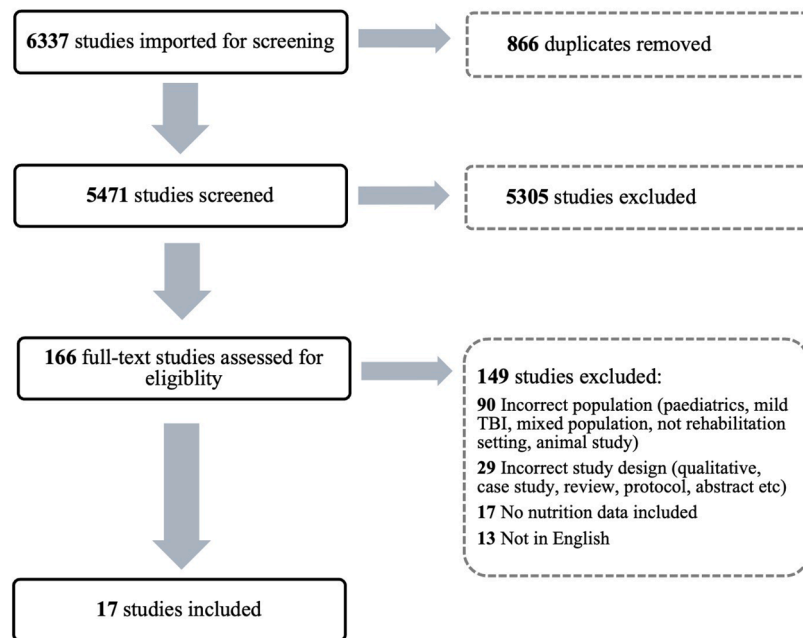 6337 studies imported for screening
866 duplicates removed
5471 studies screened
5305 studies excluded
166 full-text studies assessed for
eligiblity
149 studies excluded:
90 Incorrect population (paediatrics, mild
TBI, mixed population, not rehabilitation
setting, animal study)
29 Incorrect study design (qualitative,
case study, review, protocol, abstract etc)
17 No nutrition data included
13 Not in English
17 studies included